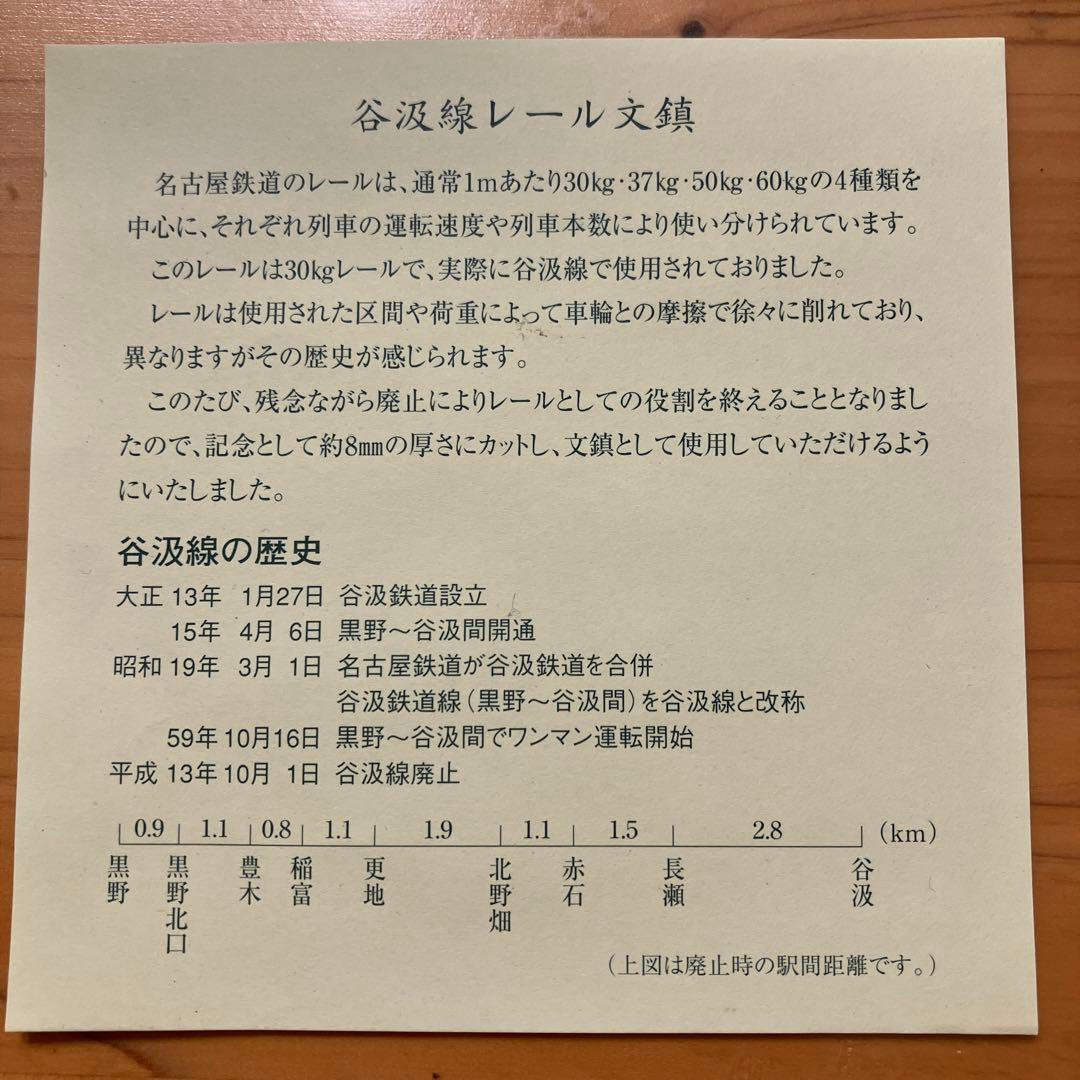 谷汲線レール文鎮
名古屋鉄道のレールは、通常1mあたり30㎏・37㎏・50㎏・60㎏の4種類を
中心に、それぞれ列車の運転速度や列車本数により使い分けられています。
このレールは30㎏レールで、実際に谷汲線で使用されておりました。
レールは使用された区間や荷重によって車輪との摩擦で徐々に削れており、
異なりますがその歴史が感じられます。
このたび、残念ながら廃止によりレールとしての役割を終えることとなりまし
たので、記念として約8㎜の厚さにカットし、文鎮として使用していただけるよう
にいたしました。
谷汲線の歴史
大正 13年 1月27日 谷汲鉄道設立
15年 4月 6日 黒野～谷汲間開通
昭和 19年 3月 1日 名古屋鉄道が谷汲鉄道を合併
谷汲鉄道線（黒野～谷汲間）を谷汲線と改称
59年 10月16日 黒野～谷汲間でワンマン運転開始
平成 13年 10月 1日 谷汲線廃止
0.9 1.1 0.8 1.1 1.9 1.1 1.5 2.8 （km）
黒野 黒野北口 豊木 稲富 更地 北野畑 赤石 長瀬 谷汲
（上図は廃止時の駅間距離です。）